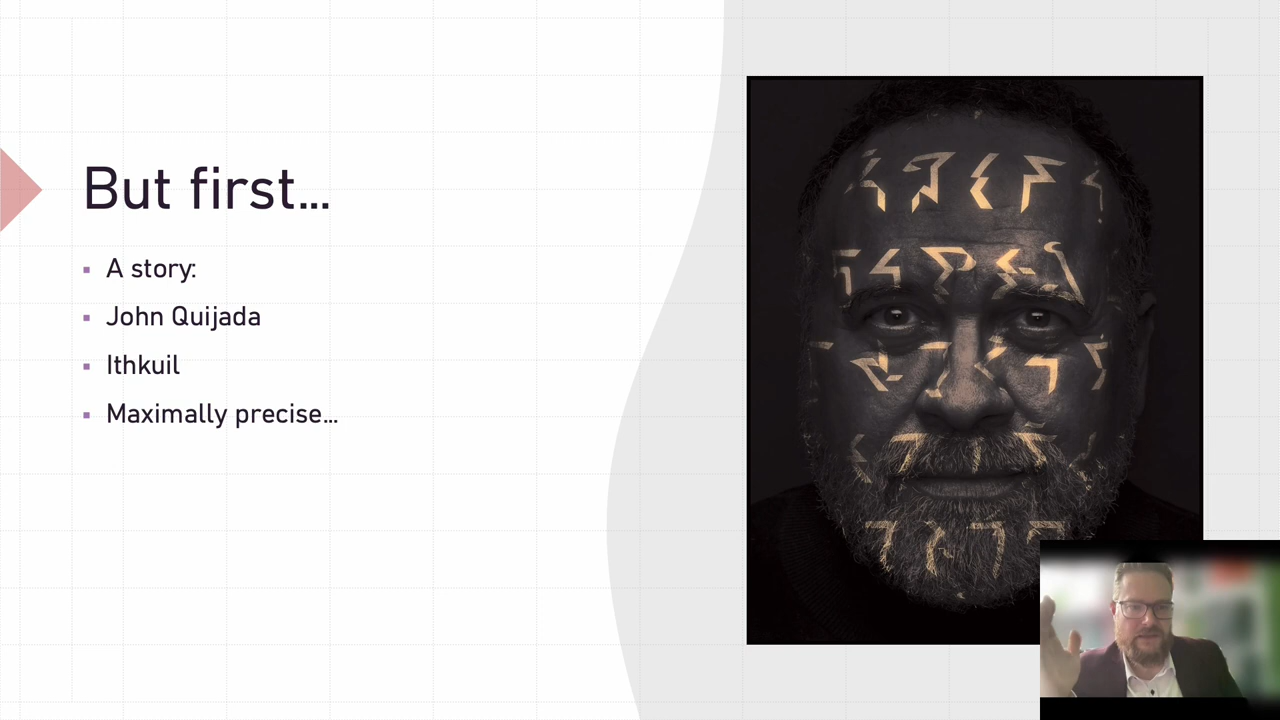 But first...
A story:
John Quijada
Ithkuil
Maximally precise...